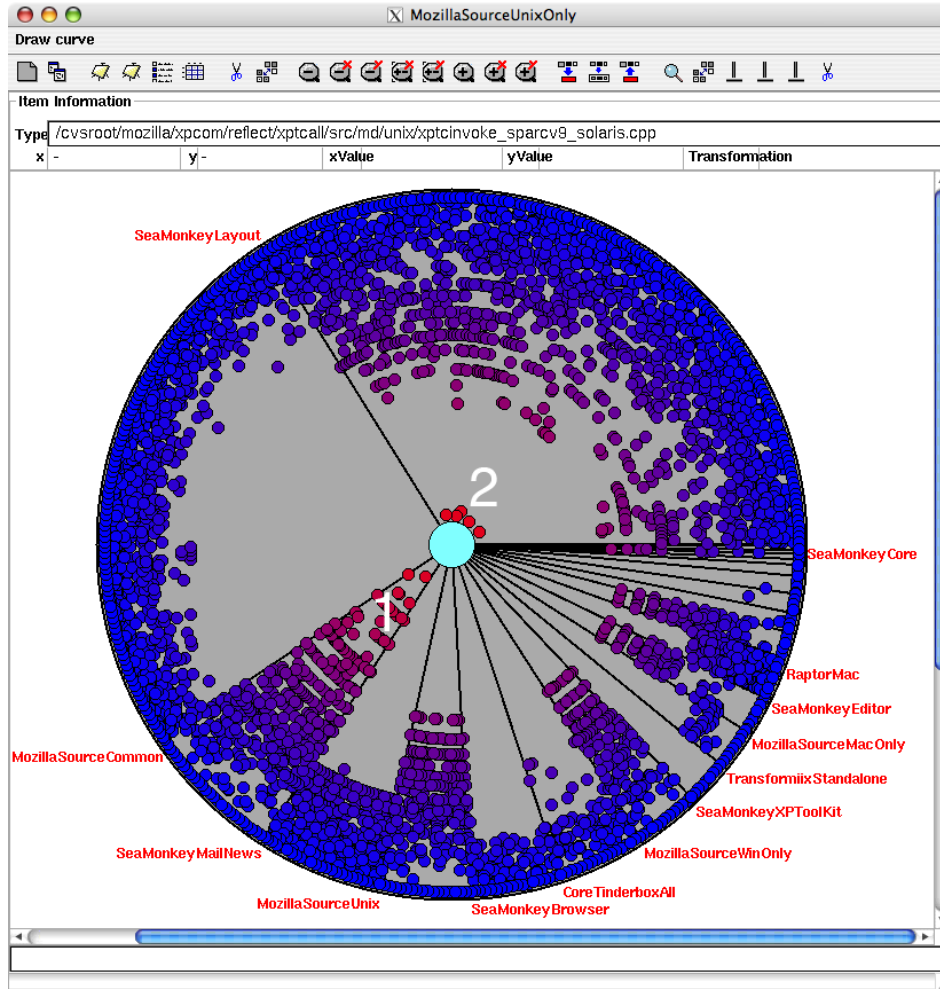 MozillaSourceUnixOnly
Draw curve
Item Information
Type /cvsroot/mozilla/xpcom/reflect/xptcall/src/md/unix/xptcinvoke_sparcv9_solaris.cpp
x - y - xValue yValue Transformation
SeaMonkeyLayout
2
SeaMonkeyCore
1
RaptorMac
SeaMonkeyEditor
MozillaSourceMacOnly
MozillaSourceCommon
TransformiixStandalone
SeaMonkeyXPToolKit
SeaMonkeyMailNews
MozillaSourceWinOnly
CoreTinderboxAll
MozillaSourceUnix
SeaMonkeyBrowser